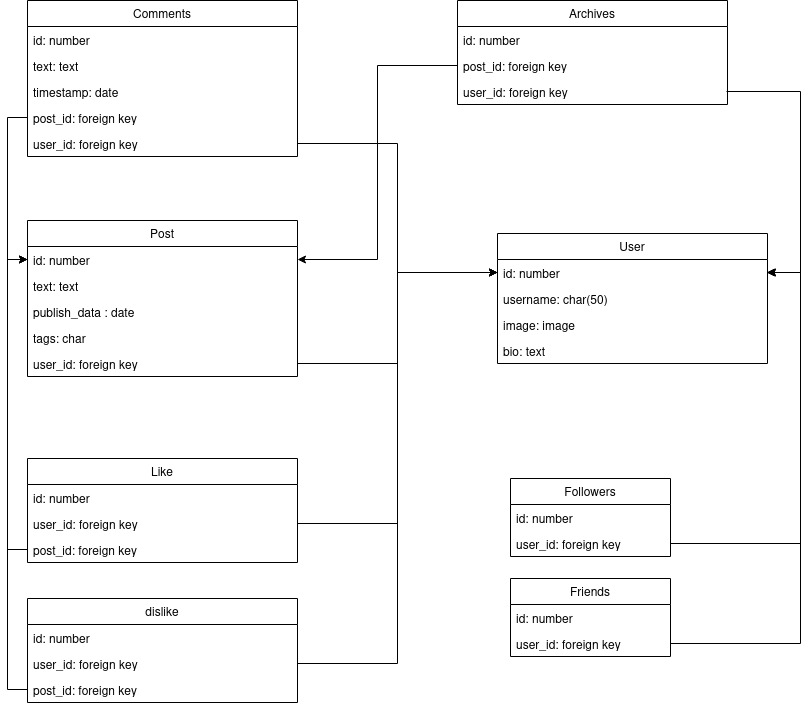 Comments
id: number
text: text
timestamp: date
post_id: foreign key
user_id: foreign key
Archives
id: number
post_id: foreign key
user_id: foreign key
Post
id: number
text: text
publish_data : date
tags: char
user_id: foreign key
User
id: number
username: char(50)
image: image
bio: text
Like
id: number
user_id: foreign key
post_id: foreign key
Followers
id: number
user_id: foreign key
dislike
id: number
user_id: foreign key
post_id: foreign key
Friends
id: number
user_id: foreign key